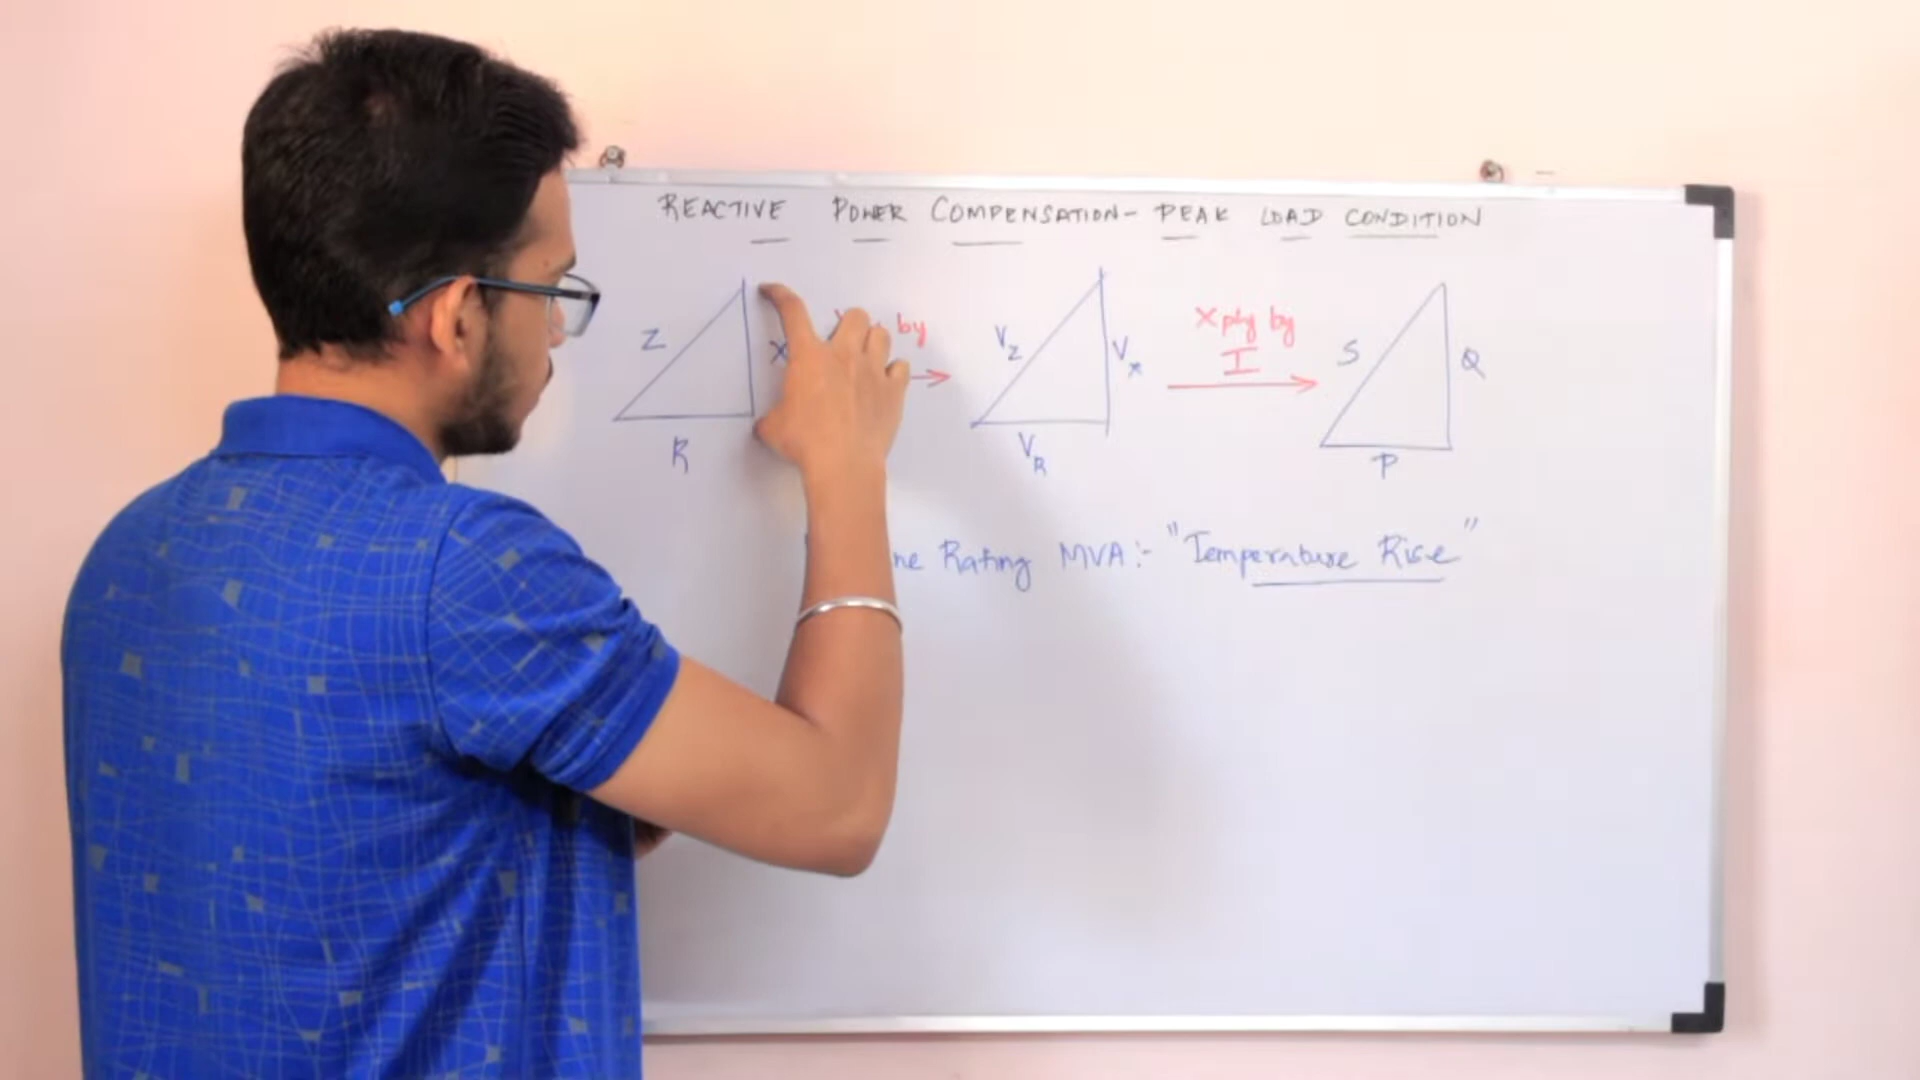 REACTIVE POWER COMPENSATION- PEAK LOAD CONDITION
Z X R
by
Vz Vx VR
Xply by
I
S Q P
Rating MVA:- "Temperature Rise"